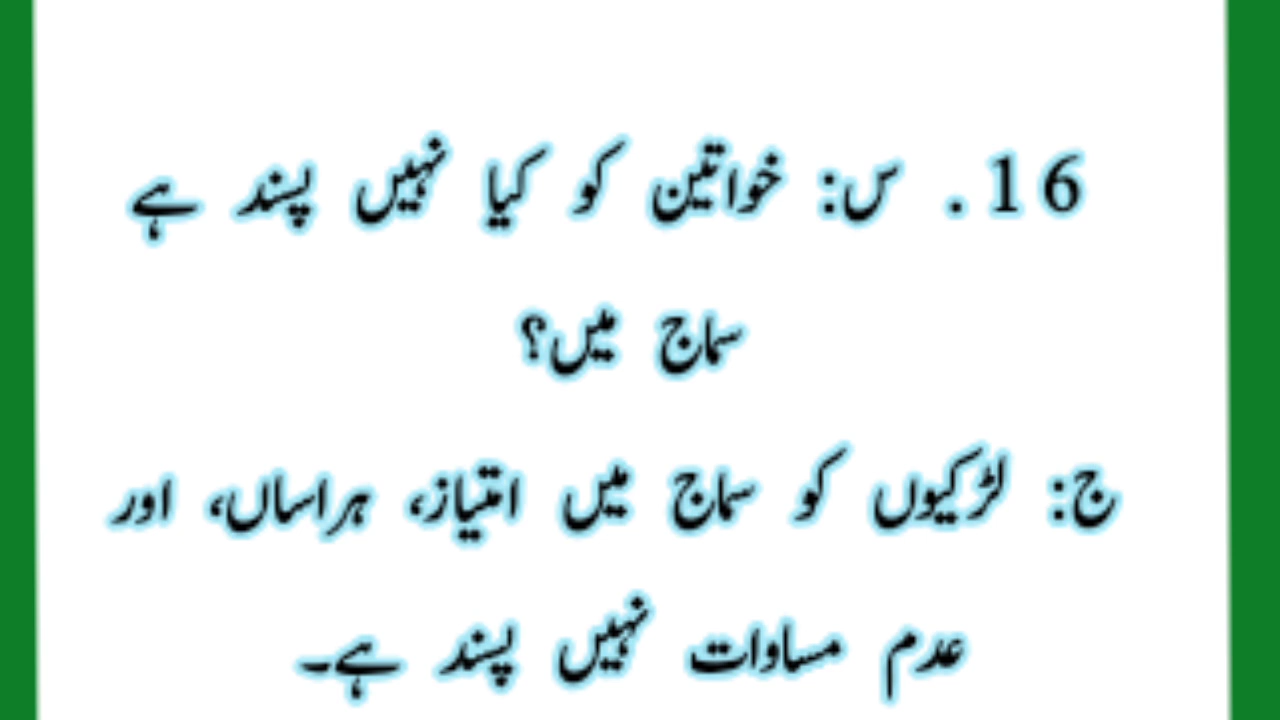 16. س: خواتین کو کیا نہیں پسند ہے
سماج میں؟
ج: لڑکیوں کو سماج میں امتیاز، ہراساں، اور
عدم مساوات نہیں پسند ہے۔